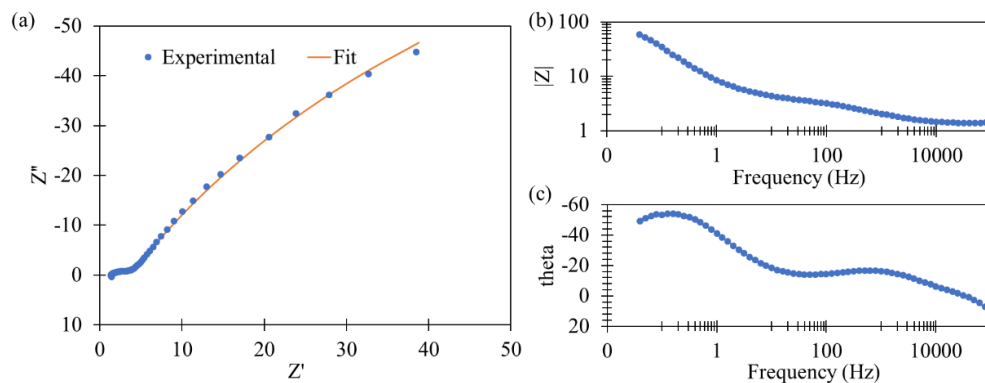 (a)
-50
-40
-30
-20
-10
0
10
Z"
Experimental
Fit
0 10 20 30 40 50
Z'
(b)
100
10
1
|Z|
0 1 100 10000
Frequency (Hz)
(c)
-60
-40
-20
0
20
theta
0 1 100 10000
Frequency (Hz)